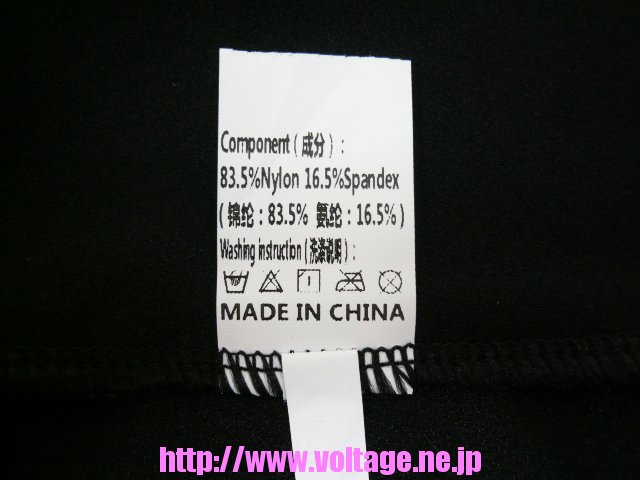 Component ( 成分 ) :
83.5%Nylon 16.5%Spandex
( 锦纶 : 83.5% 氨纶 : 16.5% )
Washing instruction ( 洗涤说明 ) :
MADE IN CHINA
http://www.voltage.ne.jp